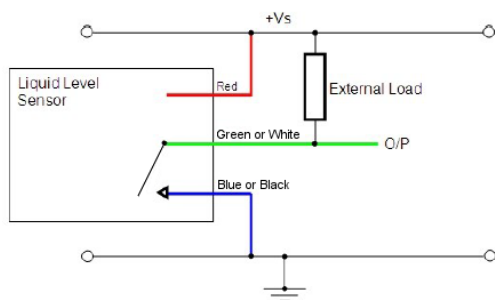 +Vs
Liquid Level
Sensor
Red
External Load
Green or White
O/P
Blue or Black